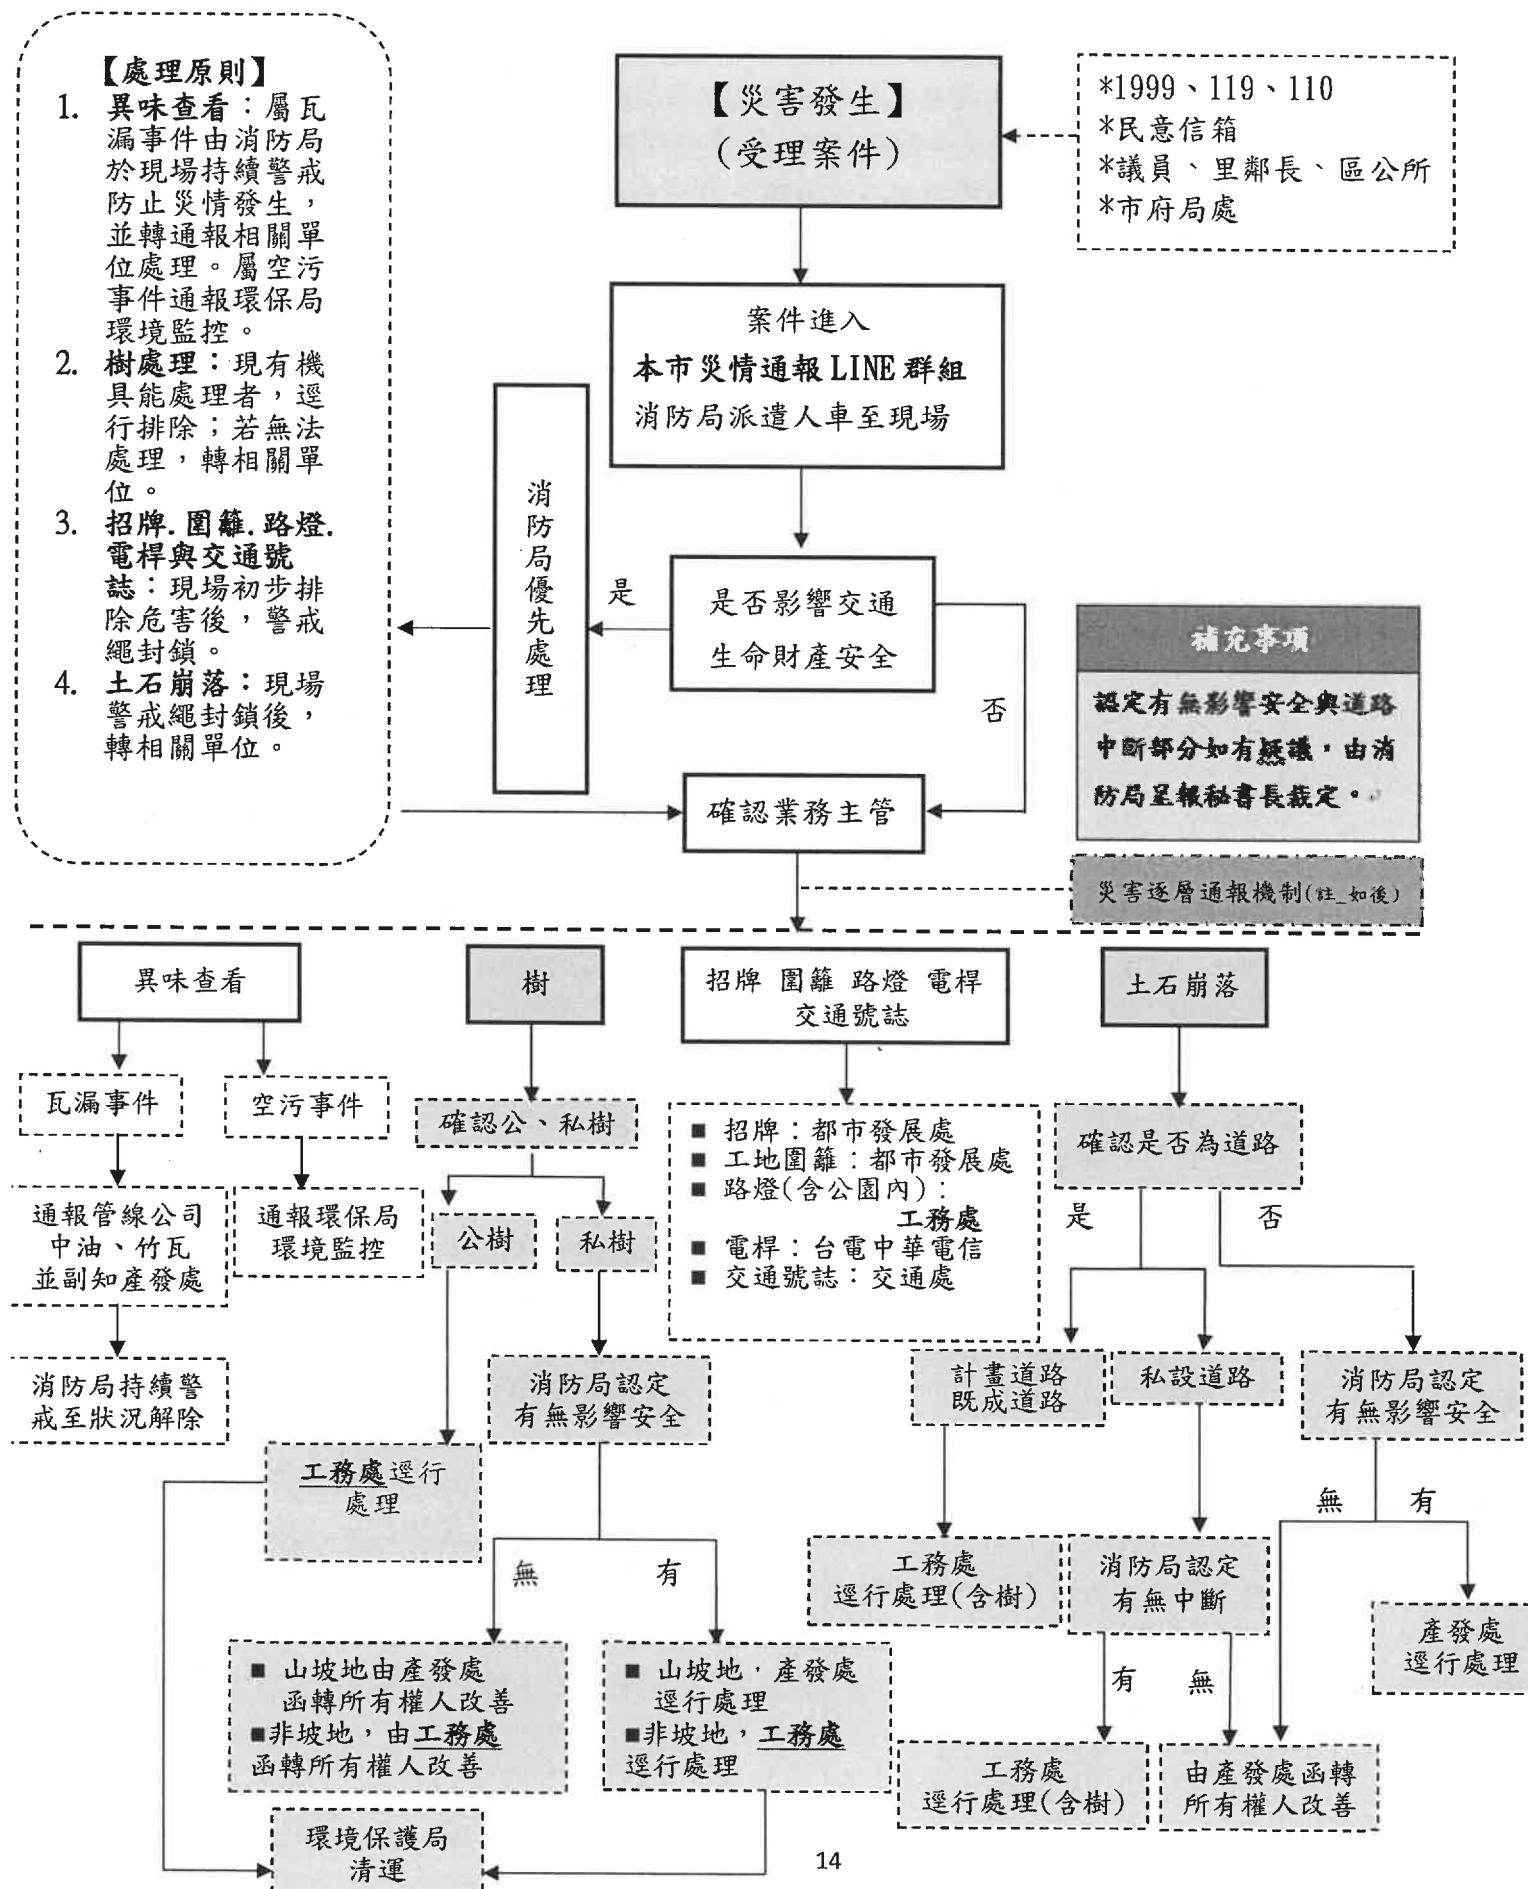 【處理原則】
1. 異味查看：屬瓦
漏事件由消防局
於現場持續警戒
防止災情發生，
並轉通報相關單
位處理。屬空污
事件通報環保局
環境監控。
2. 樹處理：現有機
具能處理者，逕
行排除；若無法
處理，轉相關單
位。
3. 招牌.圍籬.路燈.
電桿與交通號
誌：現場初步排
除危害後，警戒
繩封鎖。
4. 土石崩落：現場
警戒繩封鎖後，
轉相關單位。
【災害發生】
(受理案件)
*1999、119、110
*民意信箱
*議員、里鄰長、區公所
*市府局處
案件進入
本市災情通報 LINE 群組
消防局派遣人車至現場
消防局優先處理
是
是否影響交通
生命財產安全
否
確認業務主管
補充事項
認定有無影響安全與道路
中斷部分如有疑議，由消
防局呈報秘書長裁定。
災害逐層通報機制(註_如後)
異味查看
瓦漏事件
空污事件
通報管線公司
中油、竹瓦
並副知產發處
通報環保局
環境監控
消防局持續警
戒至狀況解除
樹
確認公、私樹
公樹
私樹
消防局認定
有無影響安全
工務處逕行
處理
無
有
■ 山坡地由產發處
函轉所有權人改善
■非坡地，由工務處
函轉所有權人改善
■ 山坡地，產發處
逕行處理
■非坡地，工務處
逕行處理
環境保護局
清運
招牌 圍籬 路燈 電桿
交通號誌
■ 招牌：都市發展處
■ 工地圍籬：都市發展處
■ 路燈(含公園內)：
工務處
■ 電桿：台電中華電信
■ 交通號誌：交通處
土石崩落
確認是否為道路
是
否
計畫道路
既成道路
私設道路
消防局認定
有無影響安全
無
有
工務處
逕行處理(含樹)
消防局認定
有無中斷
產發處
逕行處理
有
無
工務處
逕行處理(含樹)
由產發處函轉
所有權人改善
14